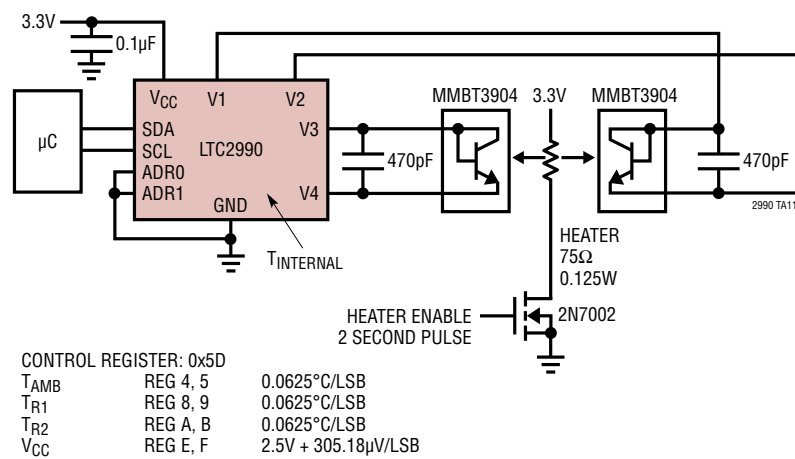 3.3V
0.1µF
VCC
V1
V2
MMBT3904
3.3V
MMBT3904
µC
SDA
SCL
ADR0
ADR1
LTC2990
V3
V4
GND
470pF
470pF
2990 TA11
TINTERNAL
HEATER
75Ω
0.125W
HEATER ENABLE
2 SECOND PULSE
2N7002
CONTROL REGISTER: 0x5D
TAMB REG 4, 5 0.0625°C/LSB
TR1 REG 8, 9 0.0625°C/LSB
TR2 REG A, B 0.0625°C/LSB
VCC REG E, F 2.5V + 305.18µV/LSB